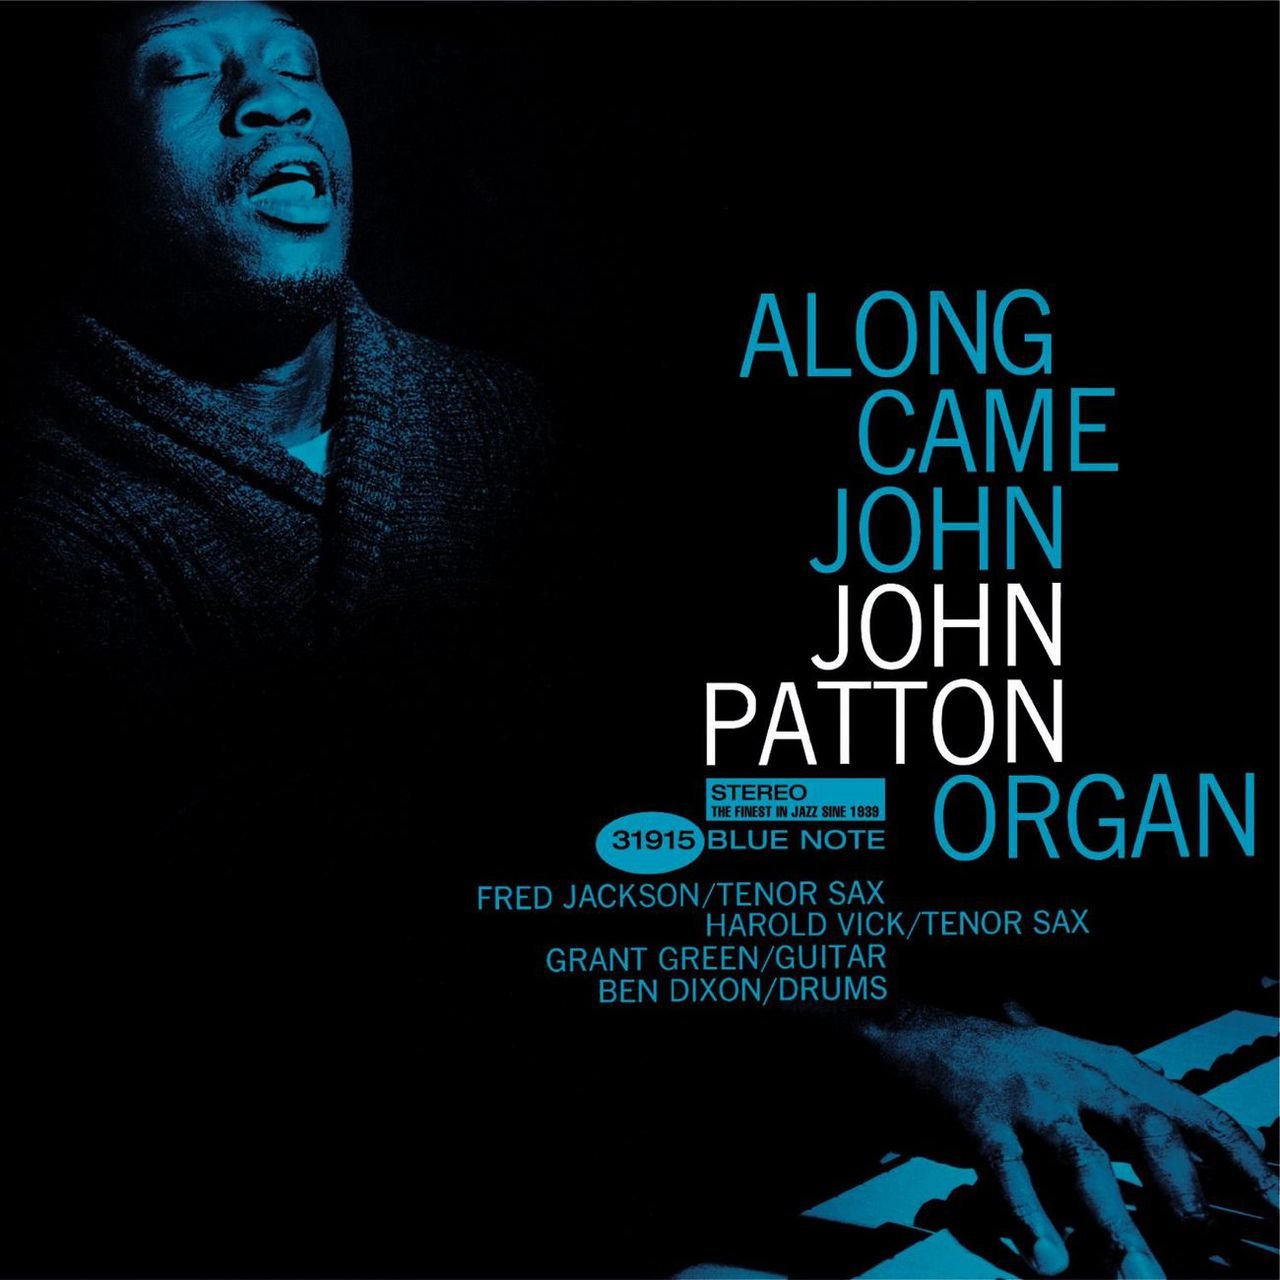 ALONG
CAME
JOHN
JOHN
PATTON
ORGAN
STEREO
THE FINEST IN JAZZ SINE 1939
31915
BLUE NOTE
FRED JACKSON/TENOR SAX
HAROLD VICK/TENOR SAX
GRANT GREEN/GUITAR
BEN DIXON/DRUMS